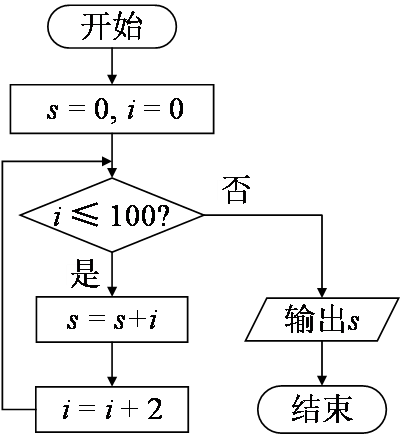 开始
s = 0, i = 0
i ≤ 100?
否
是
s = s+i
i = i + 2
输出s
结束